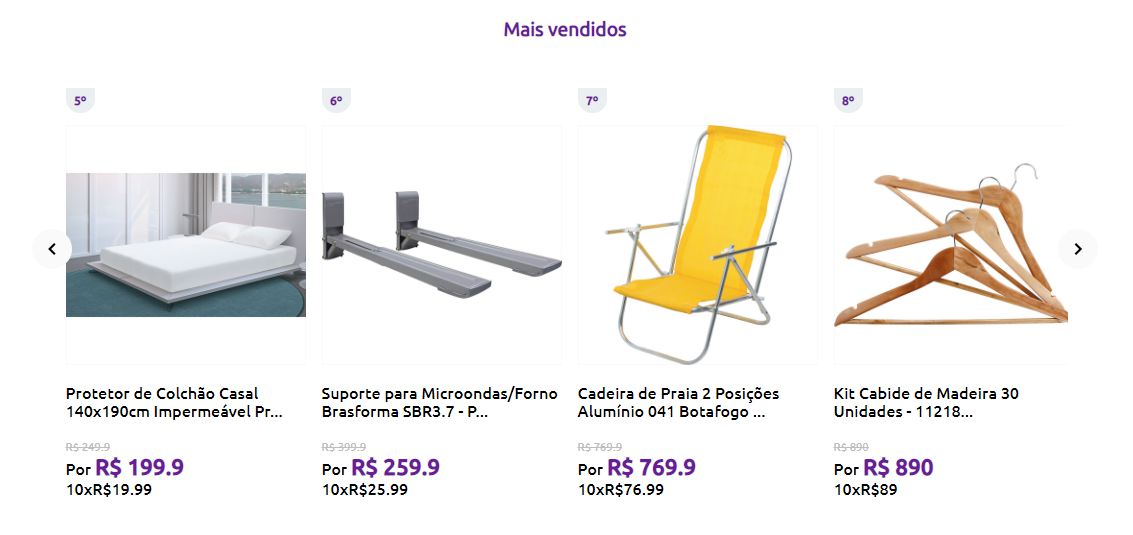 Mais vendidos
5º
6º
7º
8º
Protetor de Colchão Casal
140x190cm Impermeável Pr...
R$ 249.9
Por R$ 199.9
10xR$19.99
Suporte para Microondas/Forno
Brasforma SBR3.7 - P...
R$ 399.9
Por R$ 259.9
10xR$25.99
Cadeira de Praia 2 Posições
Alumínio 041 Botafogo ...
R$ 769.9
Por R$ 769.9
10xR$76.99
Kit Cabide de Madeira 30
Unidades - 11218...
R$ 890
Por R$ 890
10xR$89